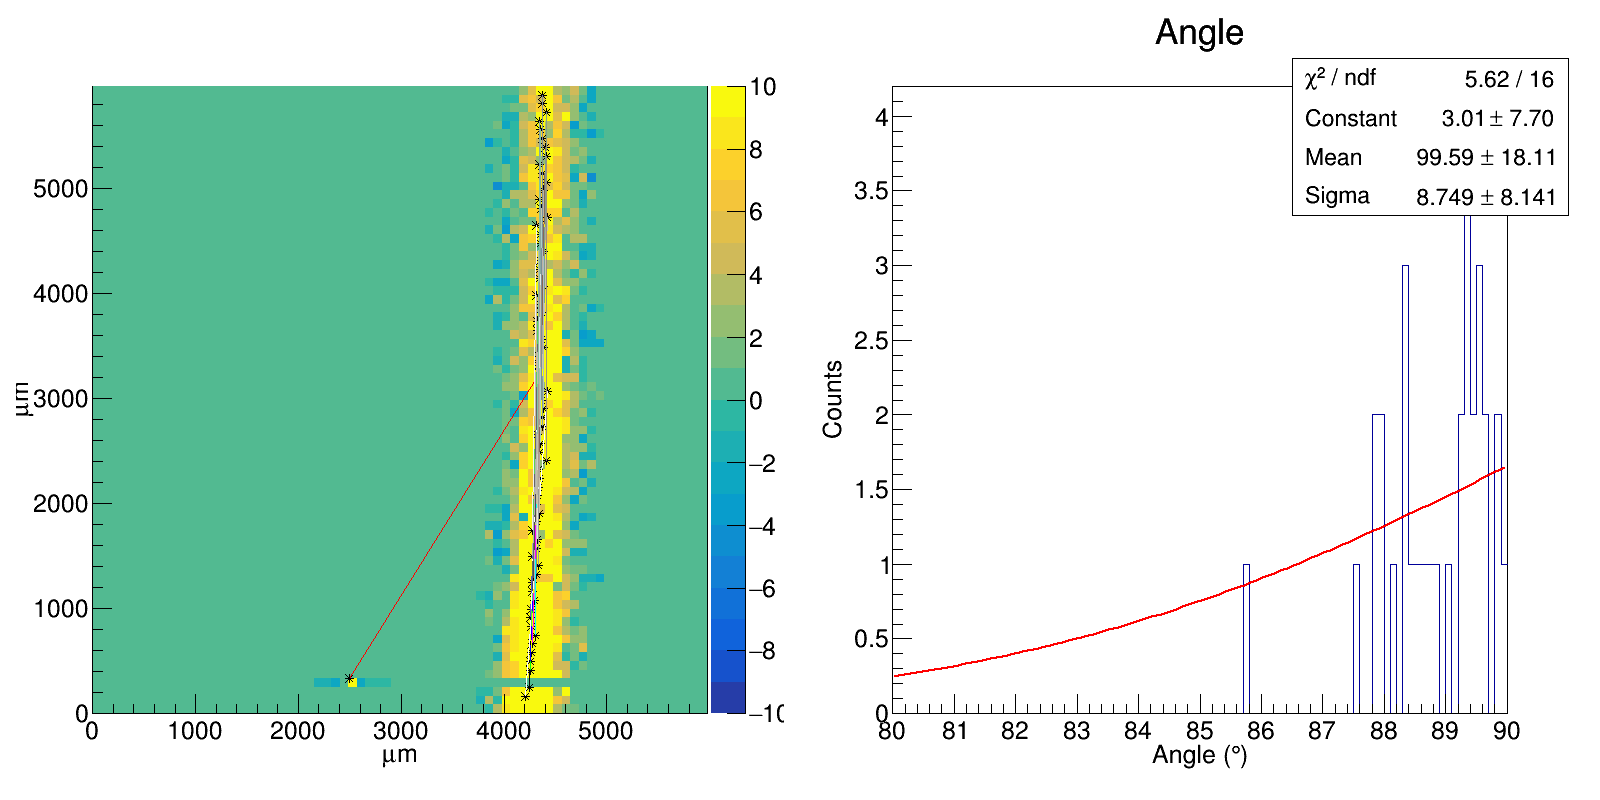 Angle
χ² / ndf 5.62 / 16
Constant 3.01 ± 7.70
Mean 99.59 ± 18.11
Sigma 8.749 ± 8.141
μm
5000
4000
3000
2000
1000
0
0 1000 2000 3000 4000 5000
μm
10
8
6
4
2
0
−2
−4
−6
−8
−10
Counts
4
3.5
3
2.5
2
1.5
1
0.5
0
80 81 82 83 84 85 86 87 88 89 90
Angle (°)